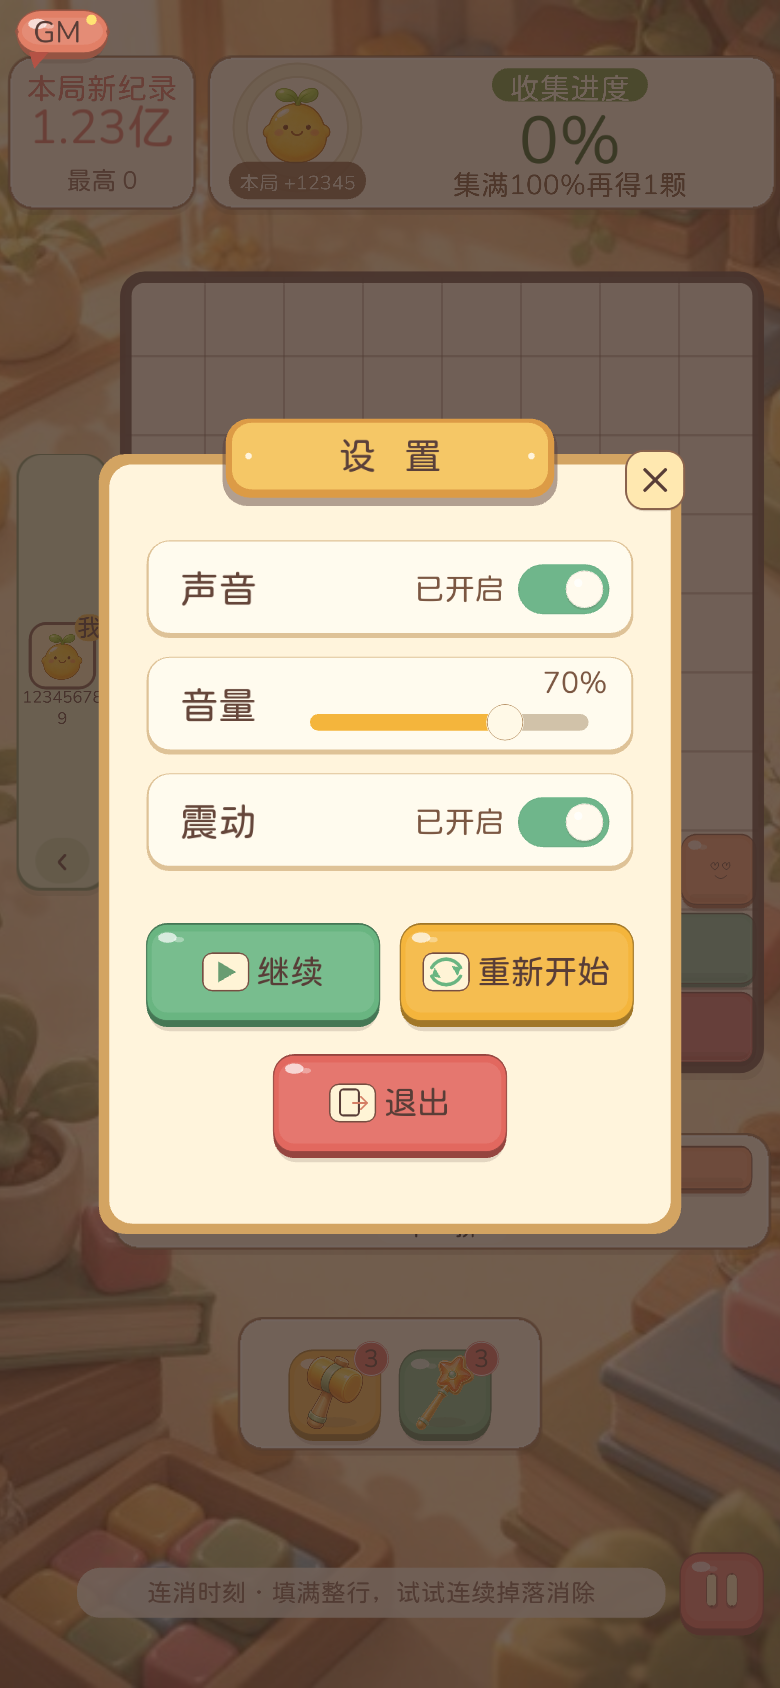 GM
本局新纪录
1.23亿
最高 0
本局 +12345
收集进度
0%
集满100%再得1颗
设 置
声音
已开启
我
12345678
9
音量
70%
震动
已开启
继续
重新开始
退出
3
3
连消时刻·填满整行，试试连续掉落消除